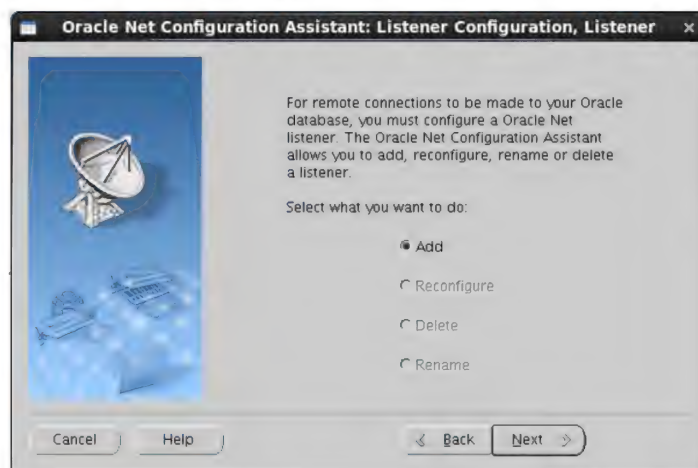 Oracle Net Configuration Assistant: Listener Configuration, Listener
For remote connections to be made to your Oracle
database, you must configure a Oracle Net
listener. The Oracle Net Configuration Assistant
allows you to add, reconfigure, rename or delete
a listener.
Select what you want to do:
Add
Reconfigure
Delete
Rename
Cancel
Help
Back
Next